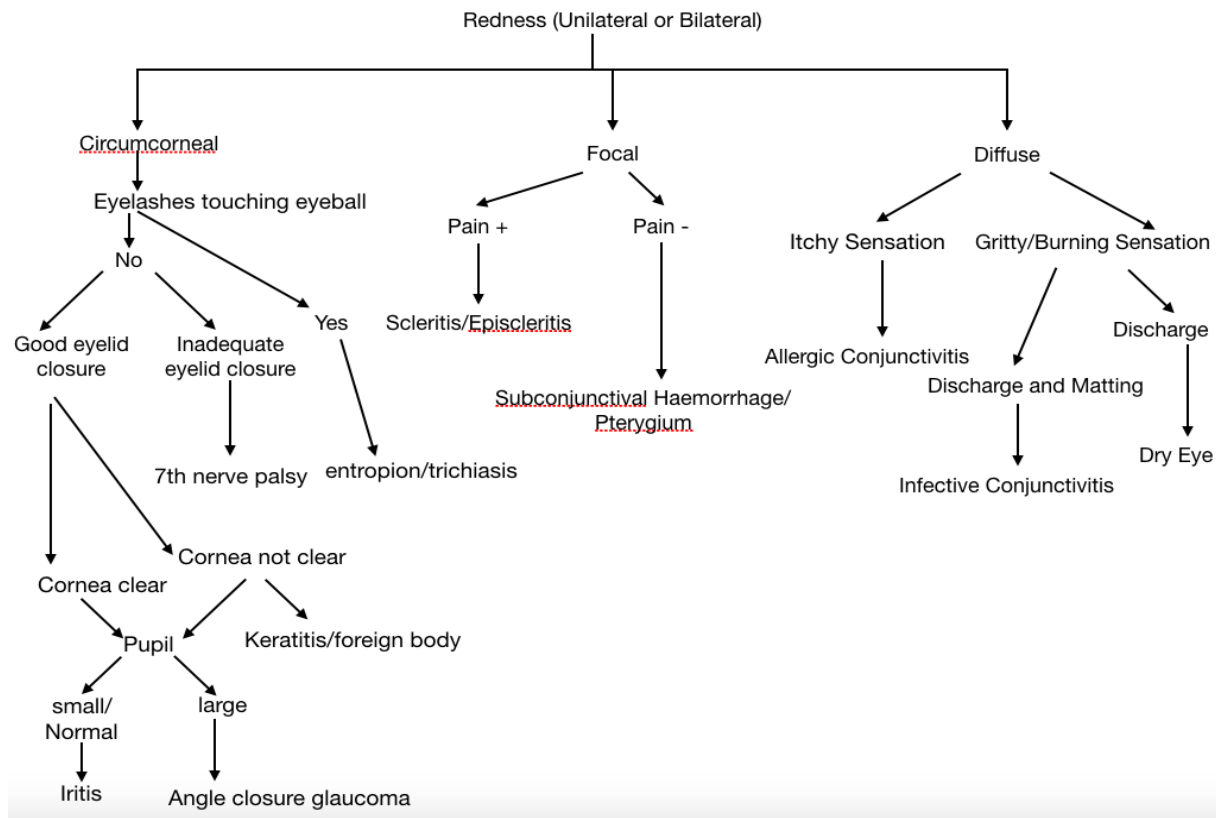 Redness (Unilateral or Bilateral)
Circumcorneal
Focal
Diffuse
Eyelashes touching eyeball
Pain +
Pain -
Itchy Sensation
Gritty/Burning Sensation
No
Yes
Scleritis/Episcleritis
Discharge
Good eyelid
closure
Inadequate
eyelid closure
Allergic Conjunctivitis
Discharge and Matting
Subconjunctival Haemorrhage/
Pterygium
Dry Eye
7th nerve palsy
entropion/trichiasis
Infective Conjunctivitis
Cornea not clear
Cornea clear
Pupil
Keratitis/foreign body
small/
Normal
large
Iritis
Angle closure glaucoma